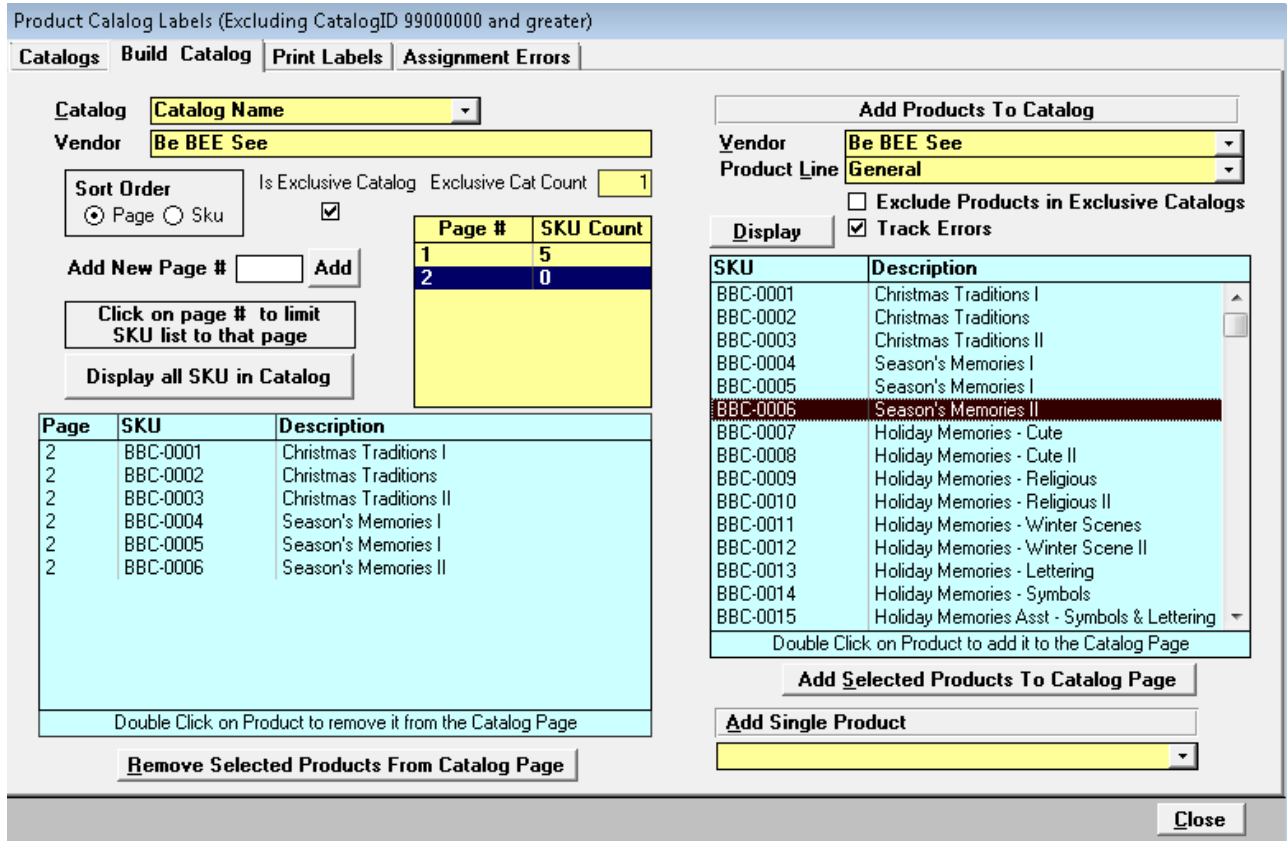 Product Calalog Labels (Excluding CatalogID 99000000 and greater)
Catalogs Build Catalog Print Labels Assignment Errors
Catalog Catalog Name
Vendor Be BEE See
Sort Order
Page Sku
Is Exclusive Catalog Exclusive Cat Count 1
Add New Page # Add
Click on page # to limit
SKU list to that page
Display all SKU in Catalog
Page # SKU Count
1 5
2 0
Page SKU Description
2 BBC-0001 Christmas Traditions I
2 BBC-0002 Christmas Traditions
2 BBC-0003 Christmas Traditions II
2 BBC-0004 Season's Memories I
2 BBC-0005 Season's Memories I
2 BBC-0006 Season's Memories II
Double Click on Product to remove it from the Catalog Page
Remove Selected Products From Catalog Page
Add Products To Catalog
Vendor Be BEE See
Product Line General
Exclude Products in Exclusive Catalogs
Display Track Errors
SKU Description
BBC-0001 Christmas Traditions I
BBC-0002 Christmas Traditions
BBC-0003 Christmas Traditions II
BBC-0004 Season's Memories I
BBC-0005 Season's Memories I
BBC-0006 Season's Memories II
BBC-0007 Holiday Memories - Cute
BBC-0008 Holiday Memories - Cute II
BBC-0009 Holiday Memories - Religious
BBC-0010 Holiday Memories - Religious II
BBC-0011 Holiday Memories - Winter Scenes
BBC-0012 Holiday Memories - Winter Scene II
BBC-0013 Holiday Memories - Lettering
BBC-0014 Holiday Memories - Symbols
BBC-0015 Holiday Memories Asst - Symbols & Lettering
Double Click on Product to add it to the Catalog Page
Add Selected Products To Catalog Page
Add Single Product
Close